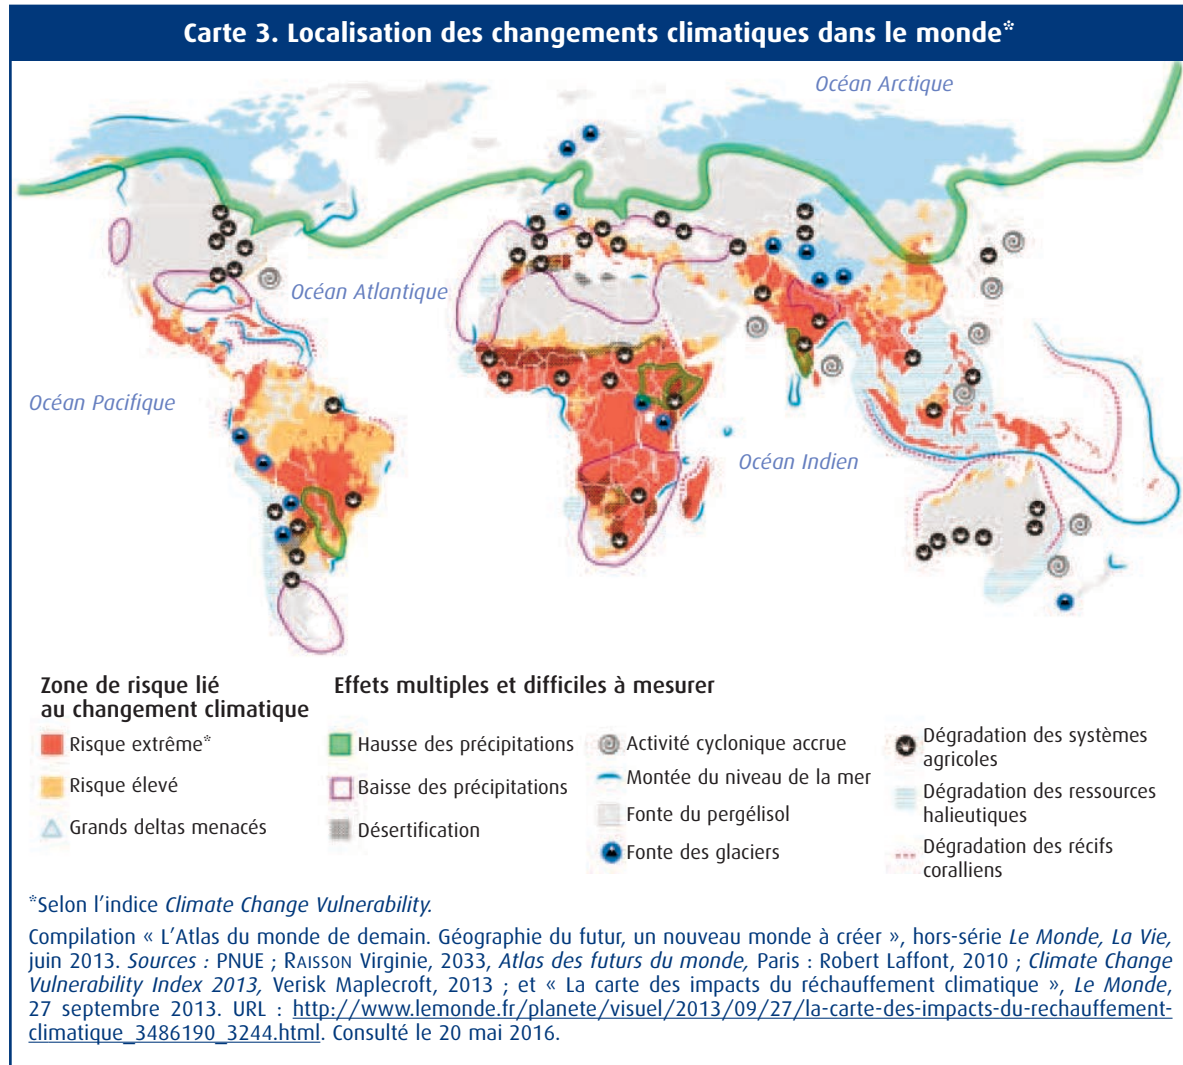 Carte 3. Localisation des changements climatiques dans le monde*
Océan Arctique
Océan Atlantique
Océan Pacifique
Océan Indien
Zone de risque lié
au changement climatique
Risque extrême*
Risque élevé
Grands deltas menacés
Effets multiples et difficiles à mesurer
Hausse des précipitations
Baisse des précipitations
Désertification
Activité cyclonique accrue
Montée du niveau de la mer
Fonte du pergélisol
Fonte des glaciers
Dégradation des systèmes
agricoles
Dégradation des ressources
halieutiques
Dégradation des récifs
coralliens
*Selon l'indice Climate Change Vulnerability.
Compilation « L'Atlas du monde de demain. Géographie du futur, un nouveau monde à créer », hors-série Le Monde, La Vie,
juin 2013. Sources : PNUE ; RAISSON Virginie, 2033, Atlas des futurs du monde, Paris : Robert Laffont, 2010 ; Climate Change
Vulnerability Index 2013, Verisk Maplecroft, 2013 ; et « La carte des impacts du réchauffement climatique », Le Monde,
27 septembre 2013. URL : http://www.lemonde.fr/planete/visuel/2013/09/27/la-carte-des-impacts-du-rechauffement-
climatique_3486190_3244.html. Consulté le 20 mai 2016.